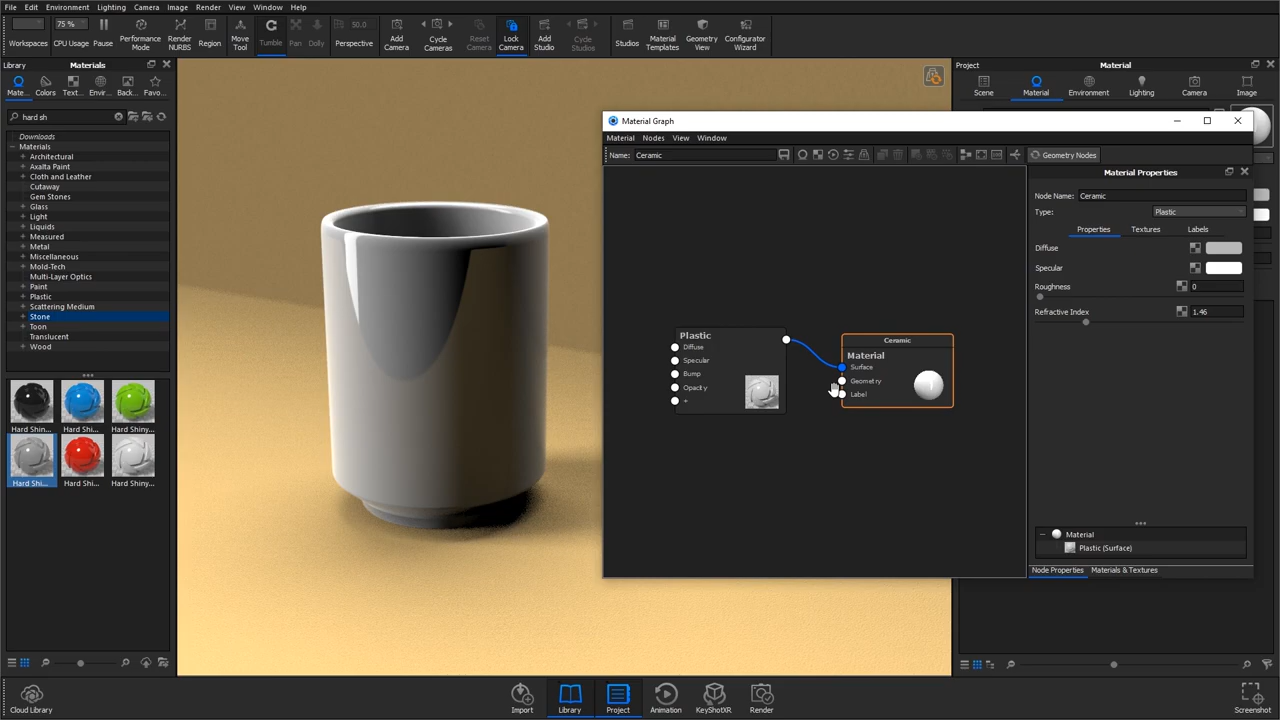 File Edit Environment Lighting Camera Image Render View Window Help
75 % 50.0
Workspaces CPU Usage Pause Performance Mode Render NURBS Region Move Tool Tumble Pan Dolly Perspective Add Camera Cycle Cameras Reset Camera Lock Camera Add Studio Cycle Studios Studios Material Templates Geometry View Configurator Wizard
Library Materials
Mate... Colors Text... Envir... Back... Favo...
hard sh
Downloads
Materials
Architectural
Axalta Paint
Cloth and Leather
Cutaway
Gem Stones
Glass
Light
Liquids
Measured
Metal
Miscellaneous
Mold-Tech
Multi-Layer Optics
Paint
Plastic
Scattering Medium
Stone
Toon
Translucent
Wood
Hard Shin... Hard Shi... Hard Shiny...
Hard Shi... Hard Shi... Hard Shiny...
Project Material
Scene Material Environment Lighting Camera Image
Material Graph
Material Nodes View Window
Name: Ceramic
Geometry Nodes
Plastic
Diffuse
Specular
Bump
Opacity
+
Ceramic
Material
Surface
Geometry
Label
Material Properties
Node Name: Ceramic
Type: Plastic
Properties Textures Labels
Diffuse
Specular
Roughness 0
Refractive Index 1.46
Material
Plastic (Surface)
Node Properties Materials & Textures
Cloud Library Import Library Project Animation KeyShotXR Render Screenshot